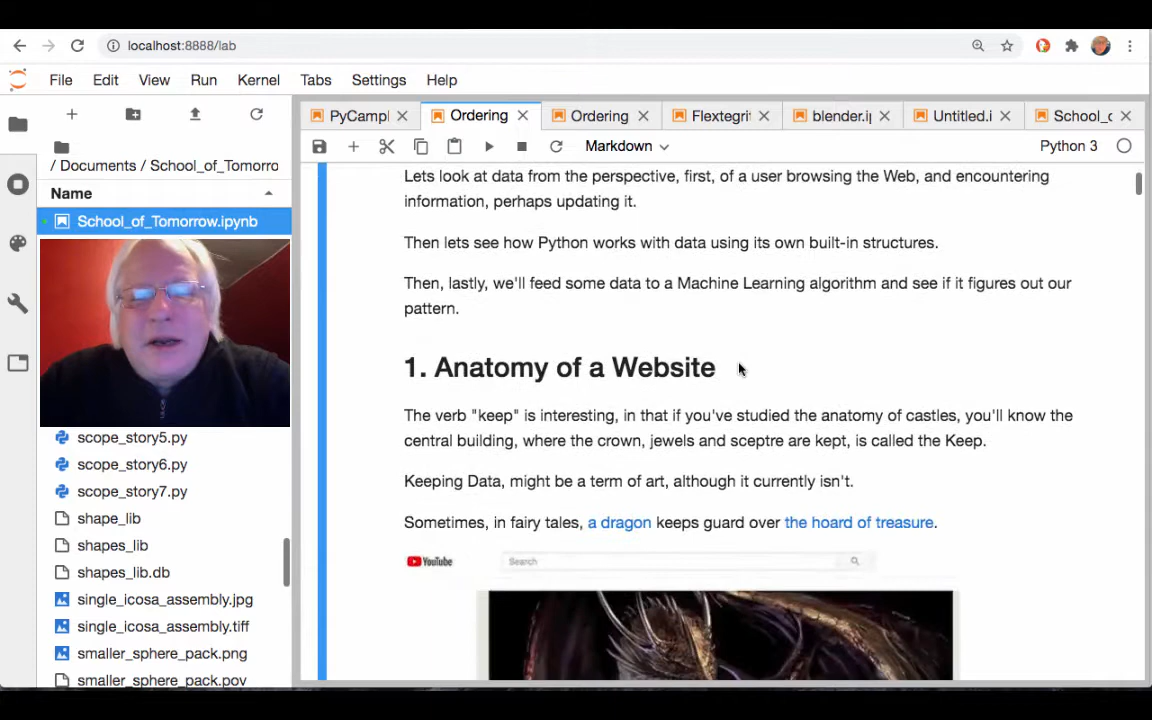 localhost:8888/lab
File Edit View Run Kernel Tabs Settings Help
PyCampI Ordering Ordering Flextegrit blender.ip Untitled.i School_c
/ Documents / School_of_Tomorro
Markdown Python 3
Name
School_of_Tomorrow.ipynb
scope_story5.py
scope_story6.py
scope_story7.py
shape_lib
shapes_lib
shapes_lib.db
single_icosa_assembly.jpg
single_icosa_assembly.tiff
smaller_sphere_pack.png
smaller_sphere_pack.pov
Lets look at data from the perspective, first, of a user browsing the Web, and encountering
information, perhaps updating it.
Then lets see how Python works with data using its own built-in structures.
Then, lastly, we'll feed some data to a Machine Learning algorithm and see if it figures out our
pattern.
1. Anatomy of a Website
The verb "keep" is interesting, in that if you've studied the anatomy of castles, you'll know the
central building, where the crown, jewels and sceptre are kept, is called the Keep.
Keeping Data, might be a term of art, although it currently isn't.
Sometimes, in fairy tales, a dragon keeps guard over the hoard of treasure.
YouTube Search